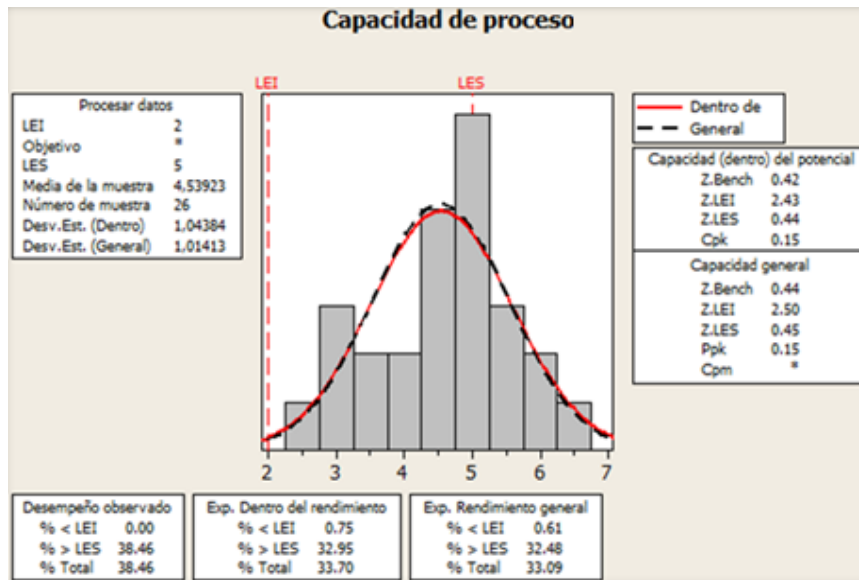 Capacidad de proceso
LEI LES
Procesar datos
LEI 2
Objetivo *
LES 5
Media de la muestra 4,53923
Número de muestra 26
Desv.Est. (Dentro) 1,04384
Desv.Est. (General) 1,01413
Dentro de
General
Capacidad (dentro) del potencial
Z.Bench 0.42
Z.LEI 2.43
Z.LES 0.44
Cpk 0.15
Capacidad general
Z.Bench 0.44
Z.LEI 2.50
Z.LES 0.45
Ppk 0.15
Cpm *
2 3 4 5 6 7
Desempeño observado
% < LEI 0.00
% > LES 38.46
% Total 38.46
Exp. Dentro del rendimiento
% < LEI 0.75
% > LES 32.95
% Total 33.70
Exp. Rendimiento general
% < LEI 0.61
% > LES 32.48
% Total 33.09